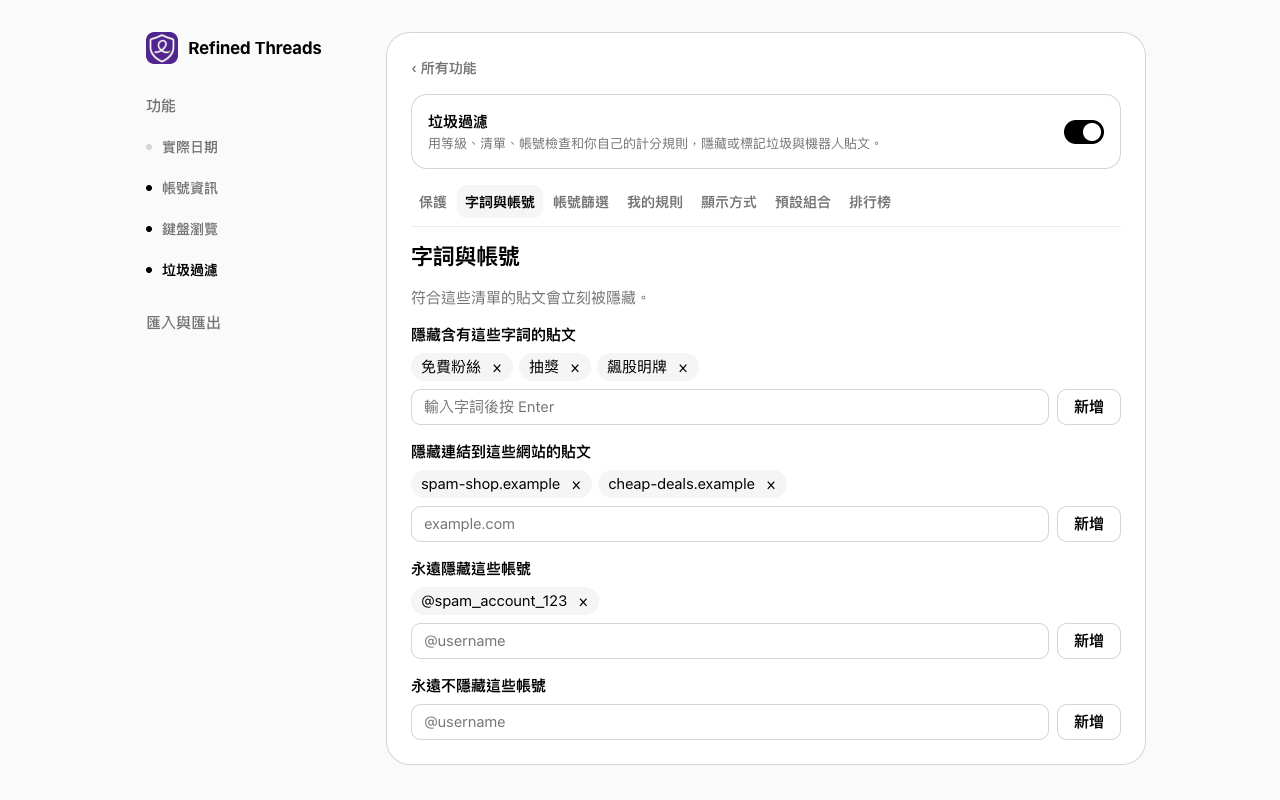 Refined Threads
功能
實際日期
帳號資訊
鍵盤瀏覽
垃圾過濾
匯入與匯出
‹ 所有功能
垃圾過濾
用等級、清單、帳號檢查和你自己的計分規則，隱藏或標記垃圾與機器人貼文。
保護 字詞與帳號 帳號篩選 我的規則 顯示方式 預設組合 排行榜
字詞與帳號
符合這些清單的貼文會立刻被隱藏。
隱藏含有這些字詞的貼文
免費粉絲 × 抽獎 × 飆股明牌 ×
輸入字詞後按 Enter 新增
隱藏連結到這些網站的貼文
spam-shop.example × cheap-deals.example ×
example.com 新增
永遠隱藏這些帳號
@spam_account_123 ×
@username 新增
永遠不隱藏這些帳號
@username 新增